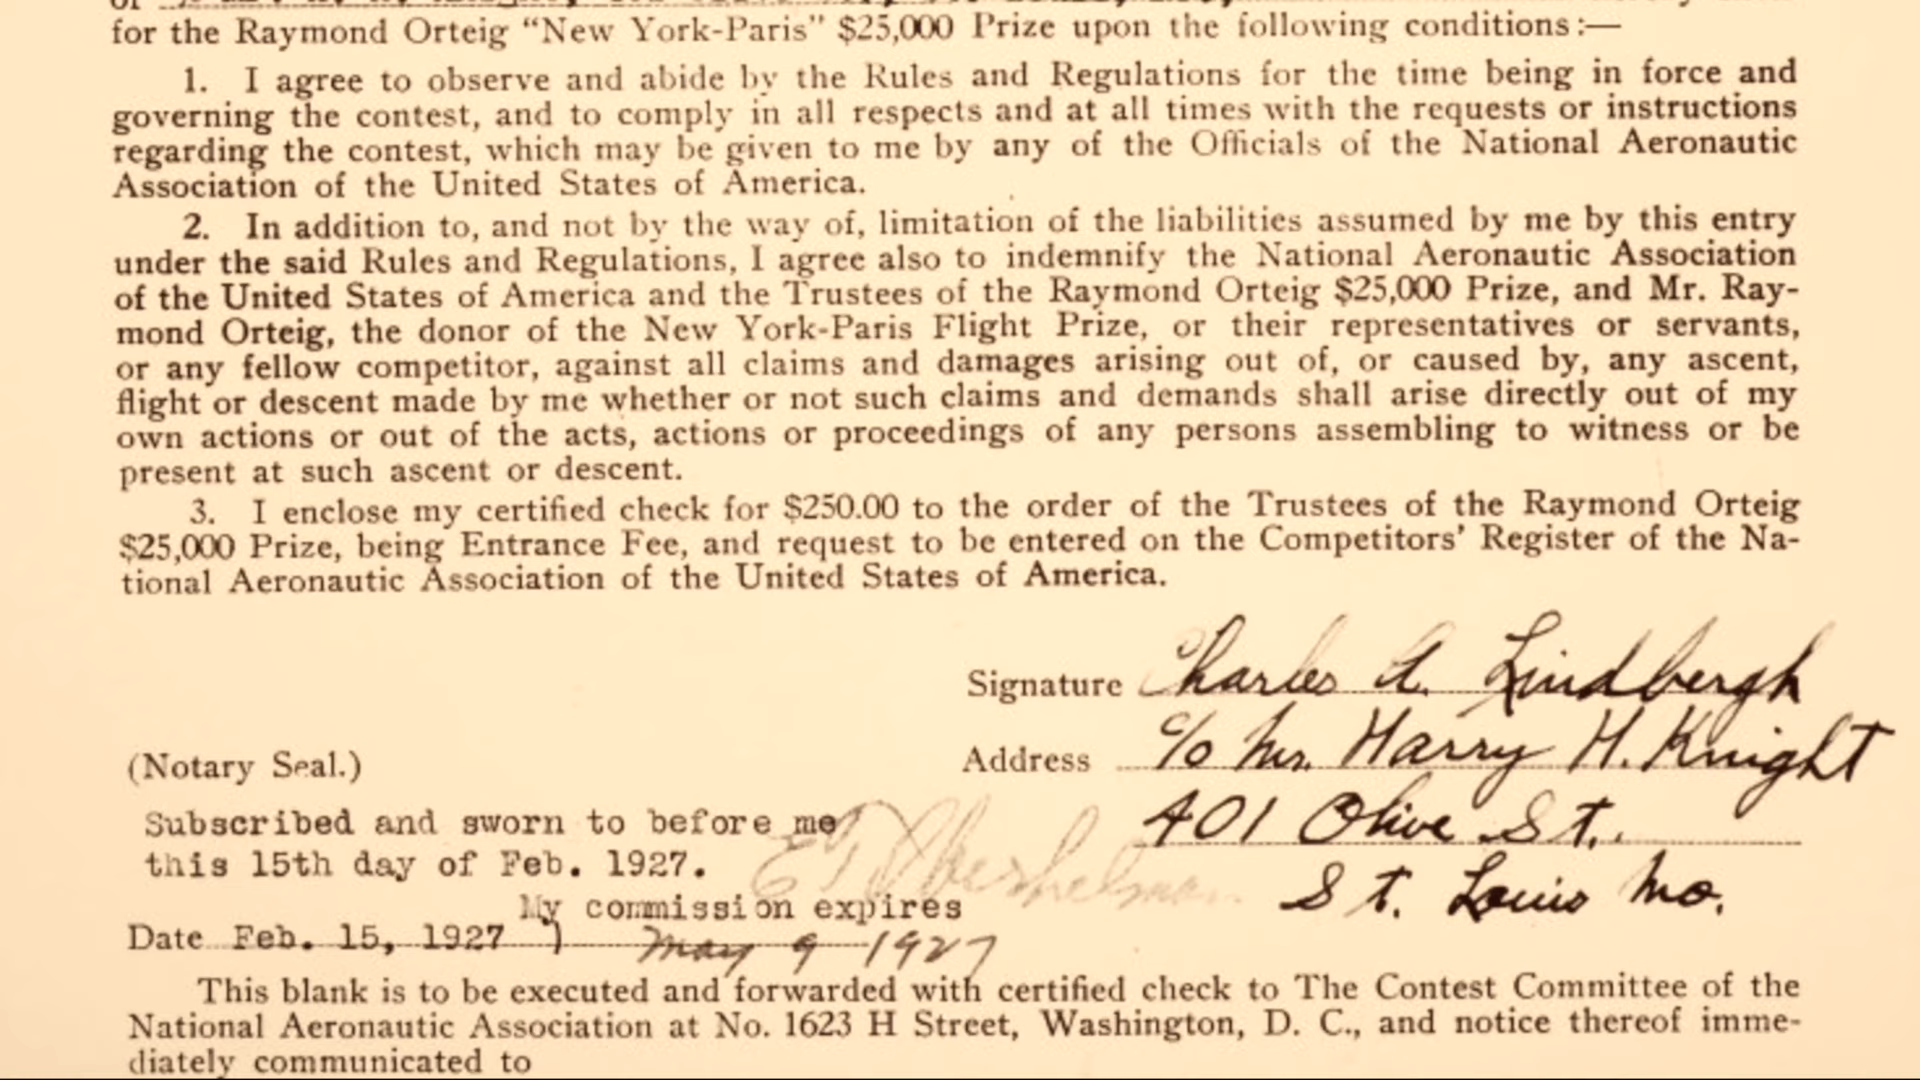 for the Raymond Orteig “New York-Paris” $25,000 Prize upon the following conditions:—
1. I agree to observe and abide by the Rules and Regulations for the time being in force and
governing the contest, and to comply in all respects and at all times with the requests or instructions
regarding the contest, which may be given to me by any of the Officials of the National Aeronautic
Association of the United States of America.
2. In addition to, and not by the way of, limitation of the liabilities assumed by me by this entry
under the said Rules and Regulations, I agree also to indemnify the National Aeronautic Association
of the United States of America and the Trustees of the Raymond Orteig $25,000 Prize, and Mr. Ray-
mond Orteig, the donor of the New York-Paris Flight Prize, or their representatives or servants,
or any fellow competitor, against all claims and damages arising out of, or caused by, any ascent,
flight or descent made by me whether or not such claims and demands shall arise directly out of my
own actions or out of the acts, actions or proceedings of any persons assembling to witness or be
present at such ascent or descent.
3. I enclose my certified check for $250.00 to the order of the Trustees of the Raymond Orteig
$25,000 Prize, being Entrance Fee, and request to be entered on the Competitors’ Register of the Na-
tional Aeronautic Association of the United States of America.
Signature Charles A. Lindbergh
Address c/o Mr. Harry H. Knight
401 Olive St.
St. Louis Mo.
(Notary Seal.)
Subscribed and sworn to before me
this 15th day of Feb. 1927.
My commission expires
Date Feb. 15, 1927 ) May 9 1927
This blank is to be executed and forwarded with certified check to The Contest Committee of the
National Aeronautic Association at No. 1623 H Street, Washington, D. C., and notice thereof imme-
diately communicated to